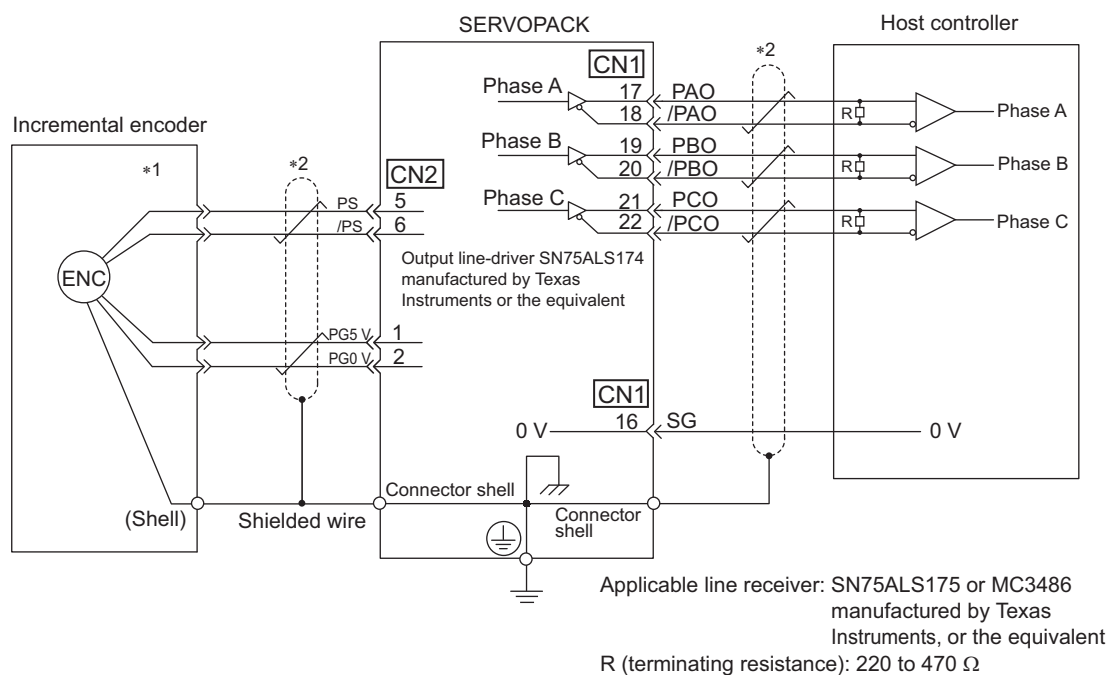 SERVOPACK
Host controller
Incremental encoder
*1
*2
ENC
(Shell)
Shielded wire
PS
/PS
PG5 V
PG0 V
CN2
5
6
1
2
Phase A
Phase B
Phase C
Output line-driver SN75ALS174
manufactured by Texas
Instruments or the equivalent
CN1
17
18
19
20
21
22
PAO
/PAO
PBO
/PBO
PCO
/PCO
*2
R
R
R
Phase A
Phase B
Phase C
CN1
0 V
16
SG
0 V
Connector shell
Connector
shell
Applicable line receiver: SN75ALS175 or MC3486
manufactured by Texas
Instruments, or the equivalent
R (terminating resistance): 220 to 470 Ω